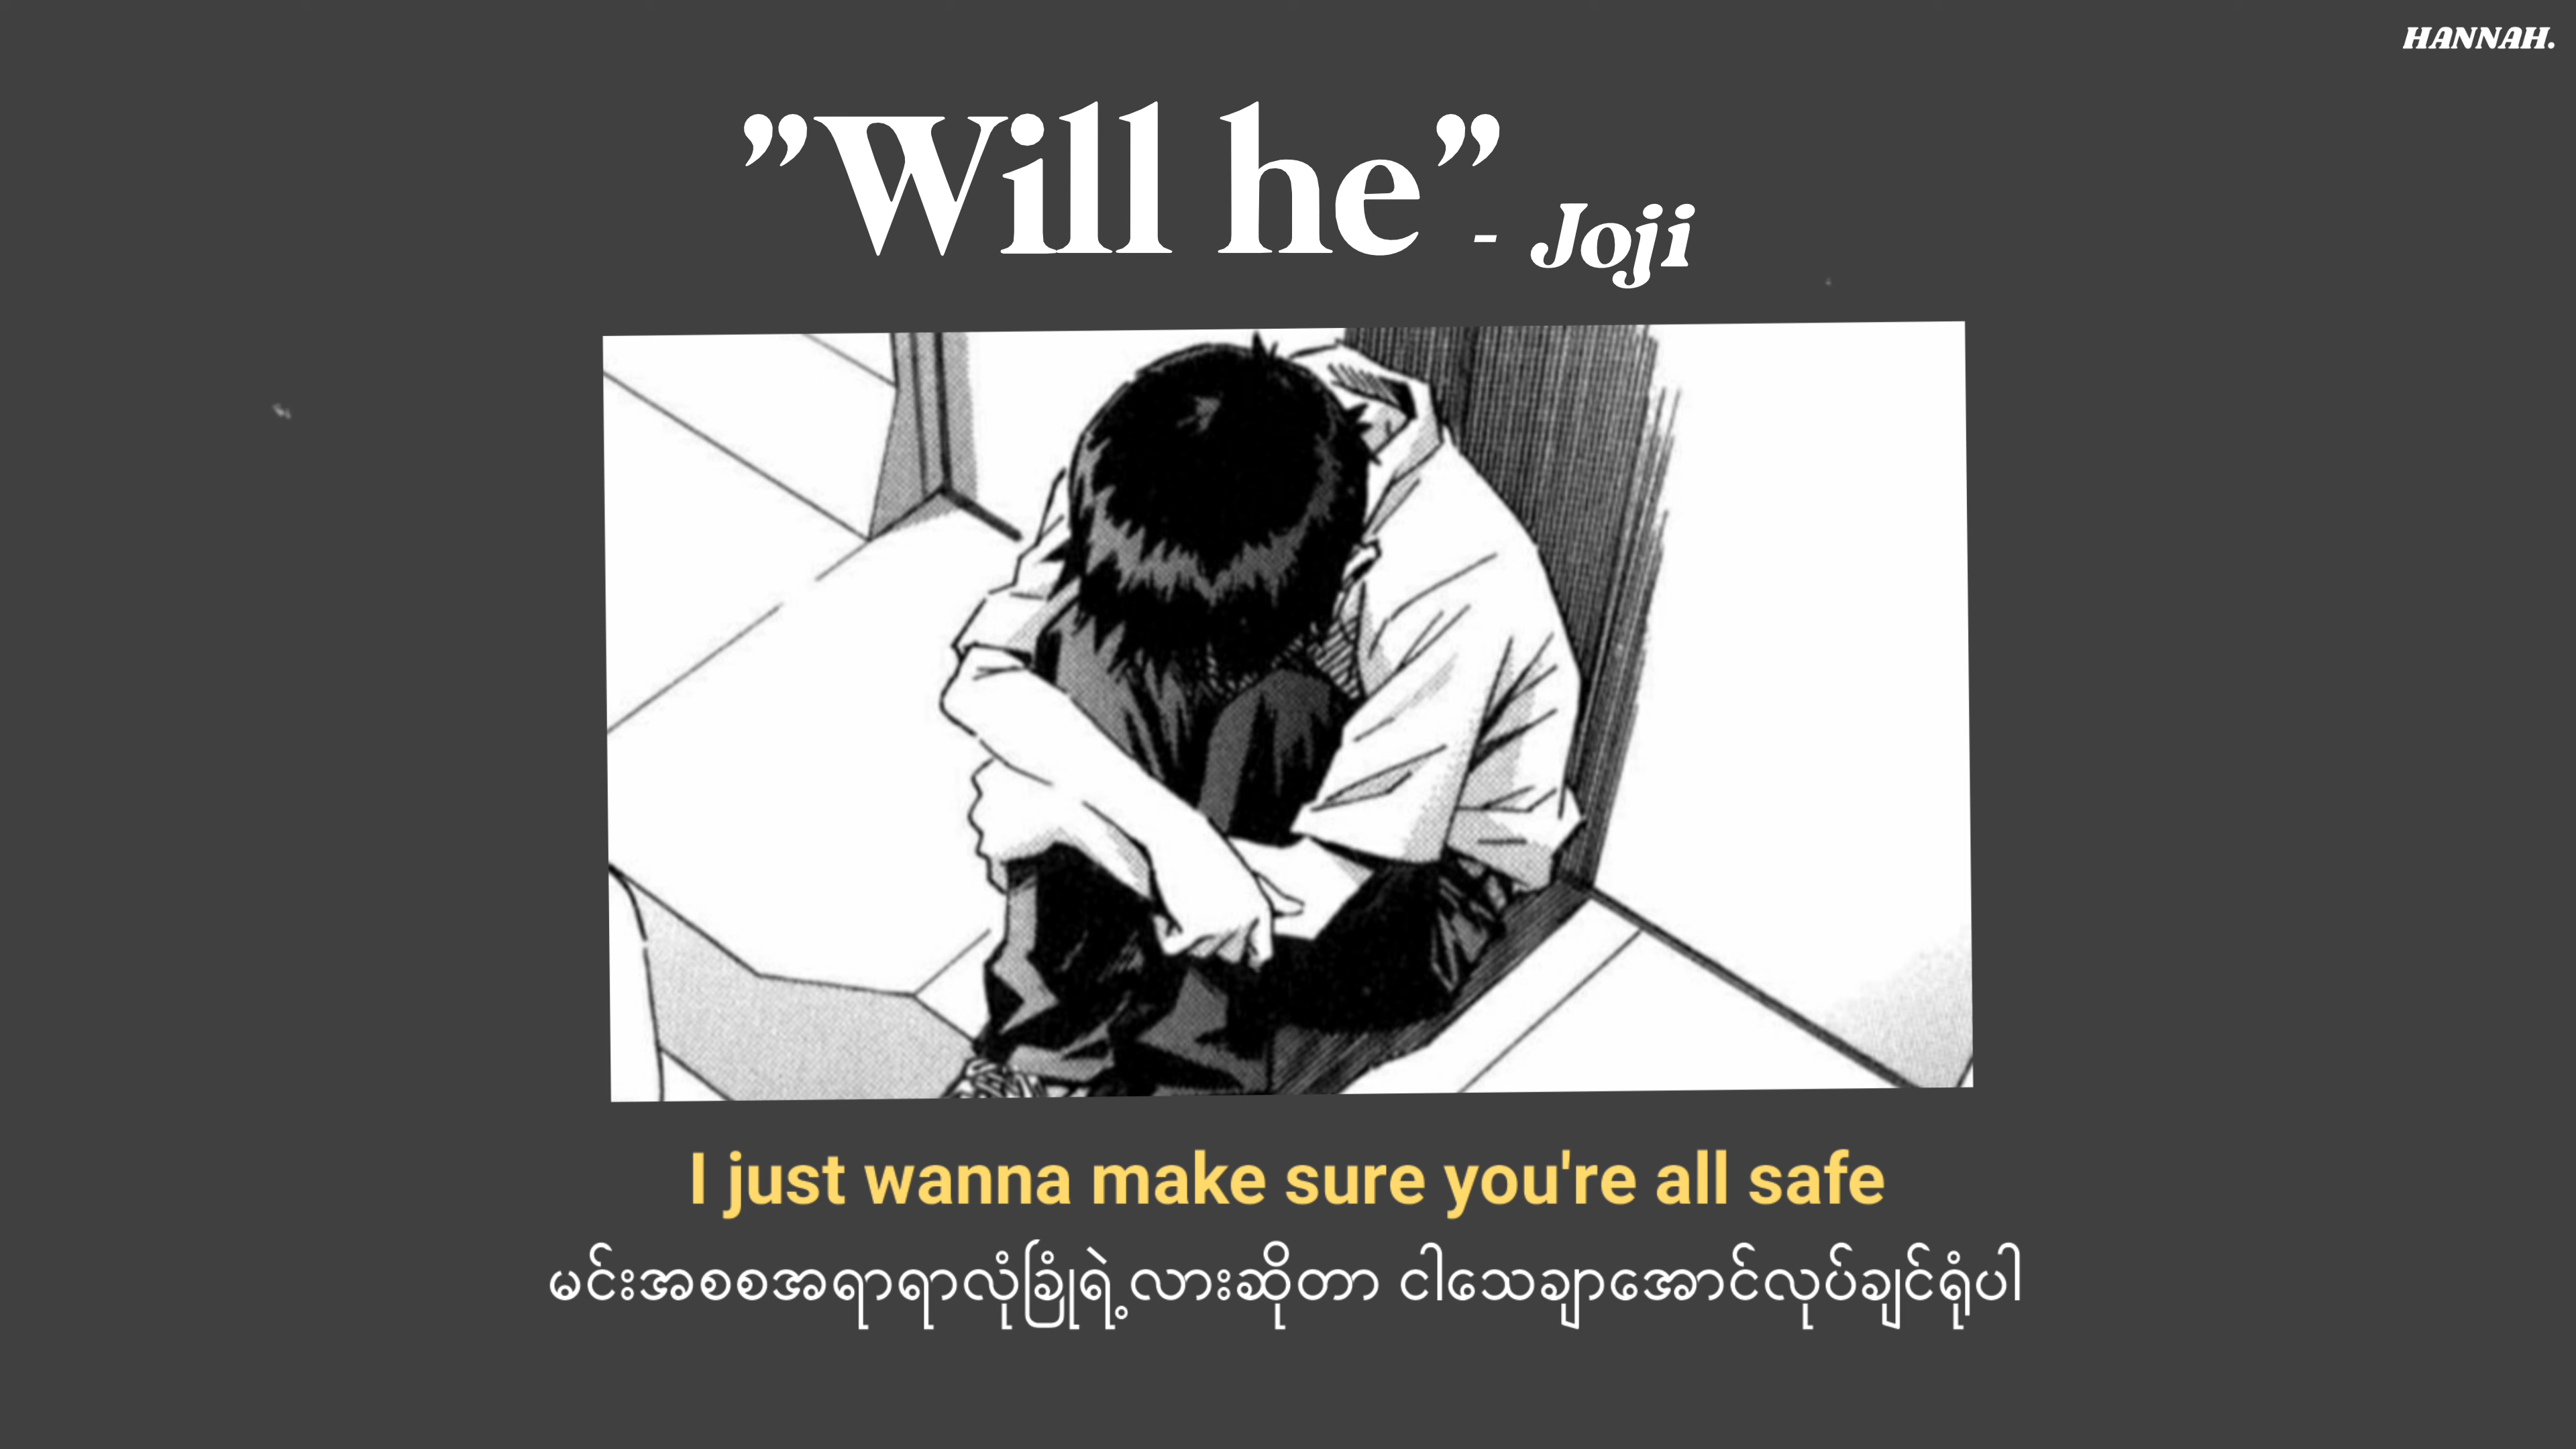 HANNAH.
”Will he” - Joji
I just wanna make sure you're all safe
မင်းအစစအရာရာလုံခြုံရဲ့လားဆိုတာ ငါသေချာအောင်လုပ်ချင်ရုံပါ